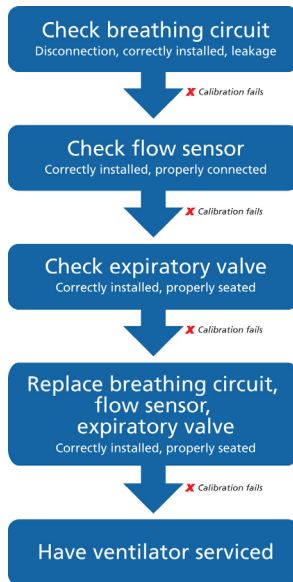 Check breathing circuit
Disconnection, correctly installed, leakage
X Calibration fails
Check flow sensor
Correctly installed, properly connected
X Calibration fails
Check expiratory valve
Correctly installed, properly seated
X Calibration fails
Replace breathing circuit,
flow sensor,
expiratory valve
Correctly installed, properly seated
X Calibration fails
Have ventilator serviced